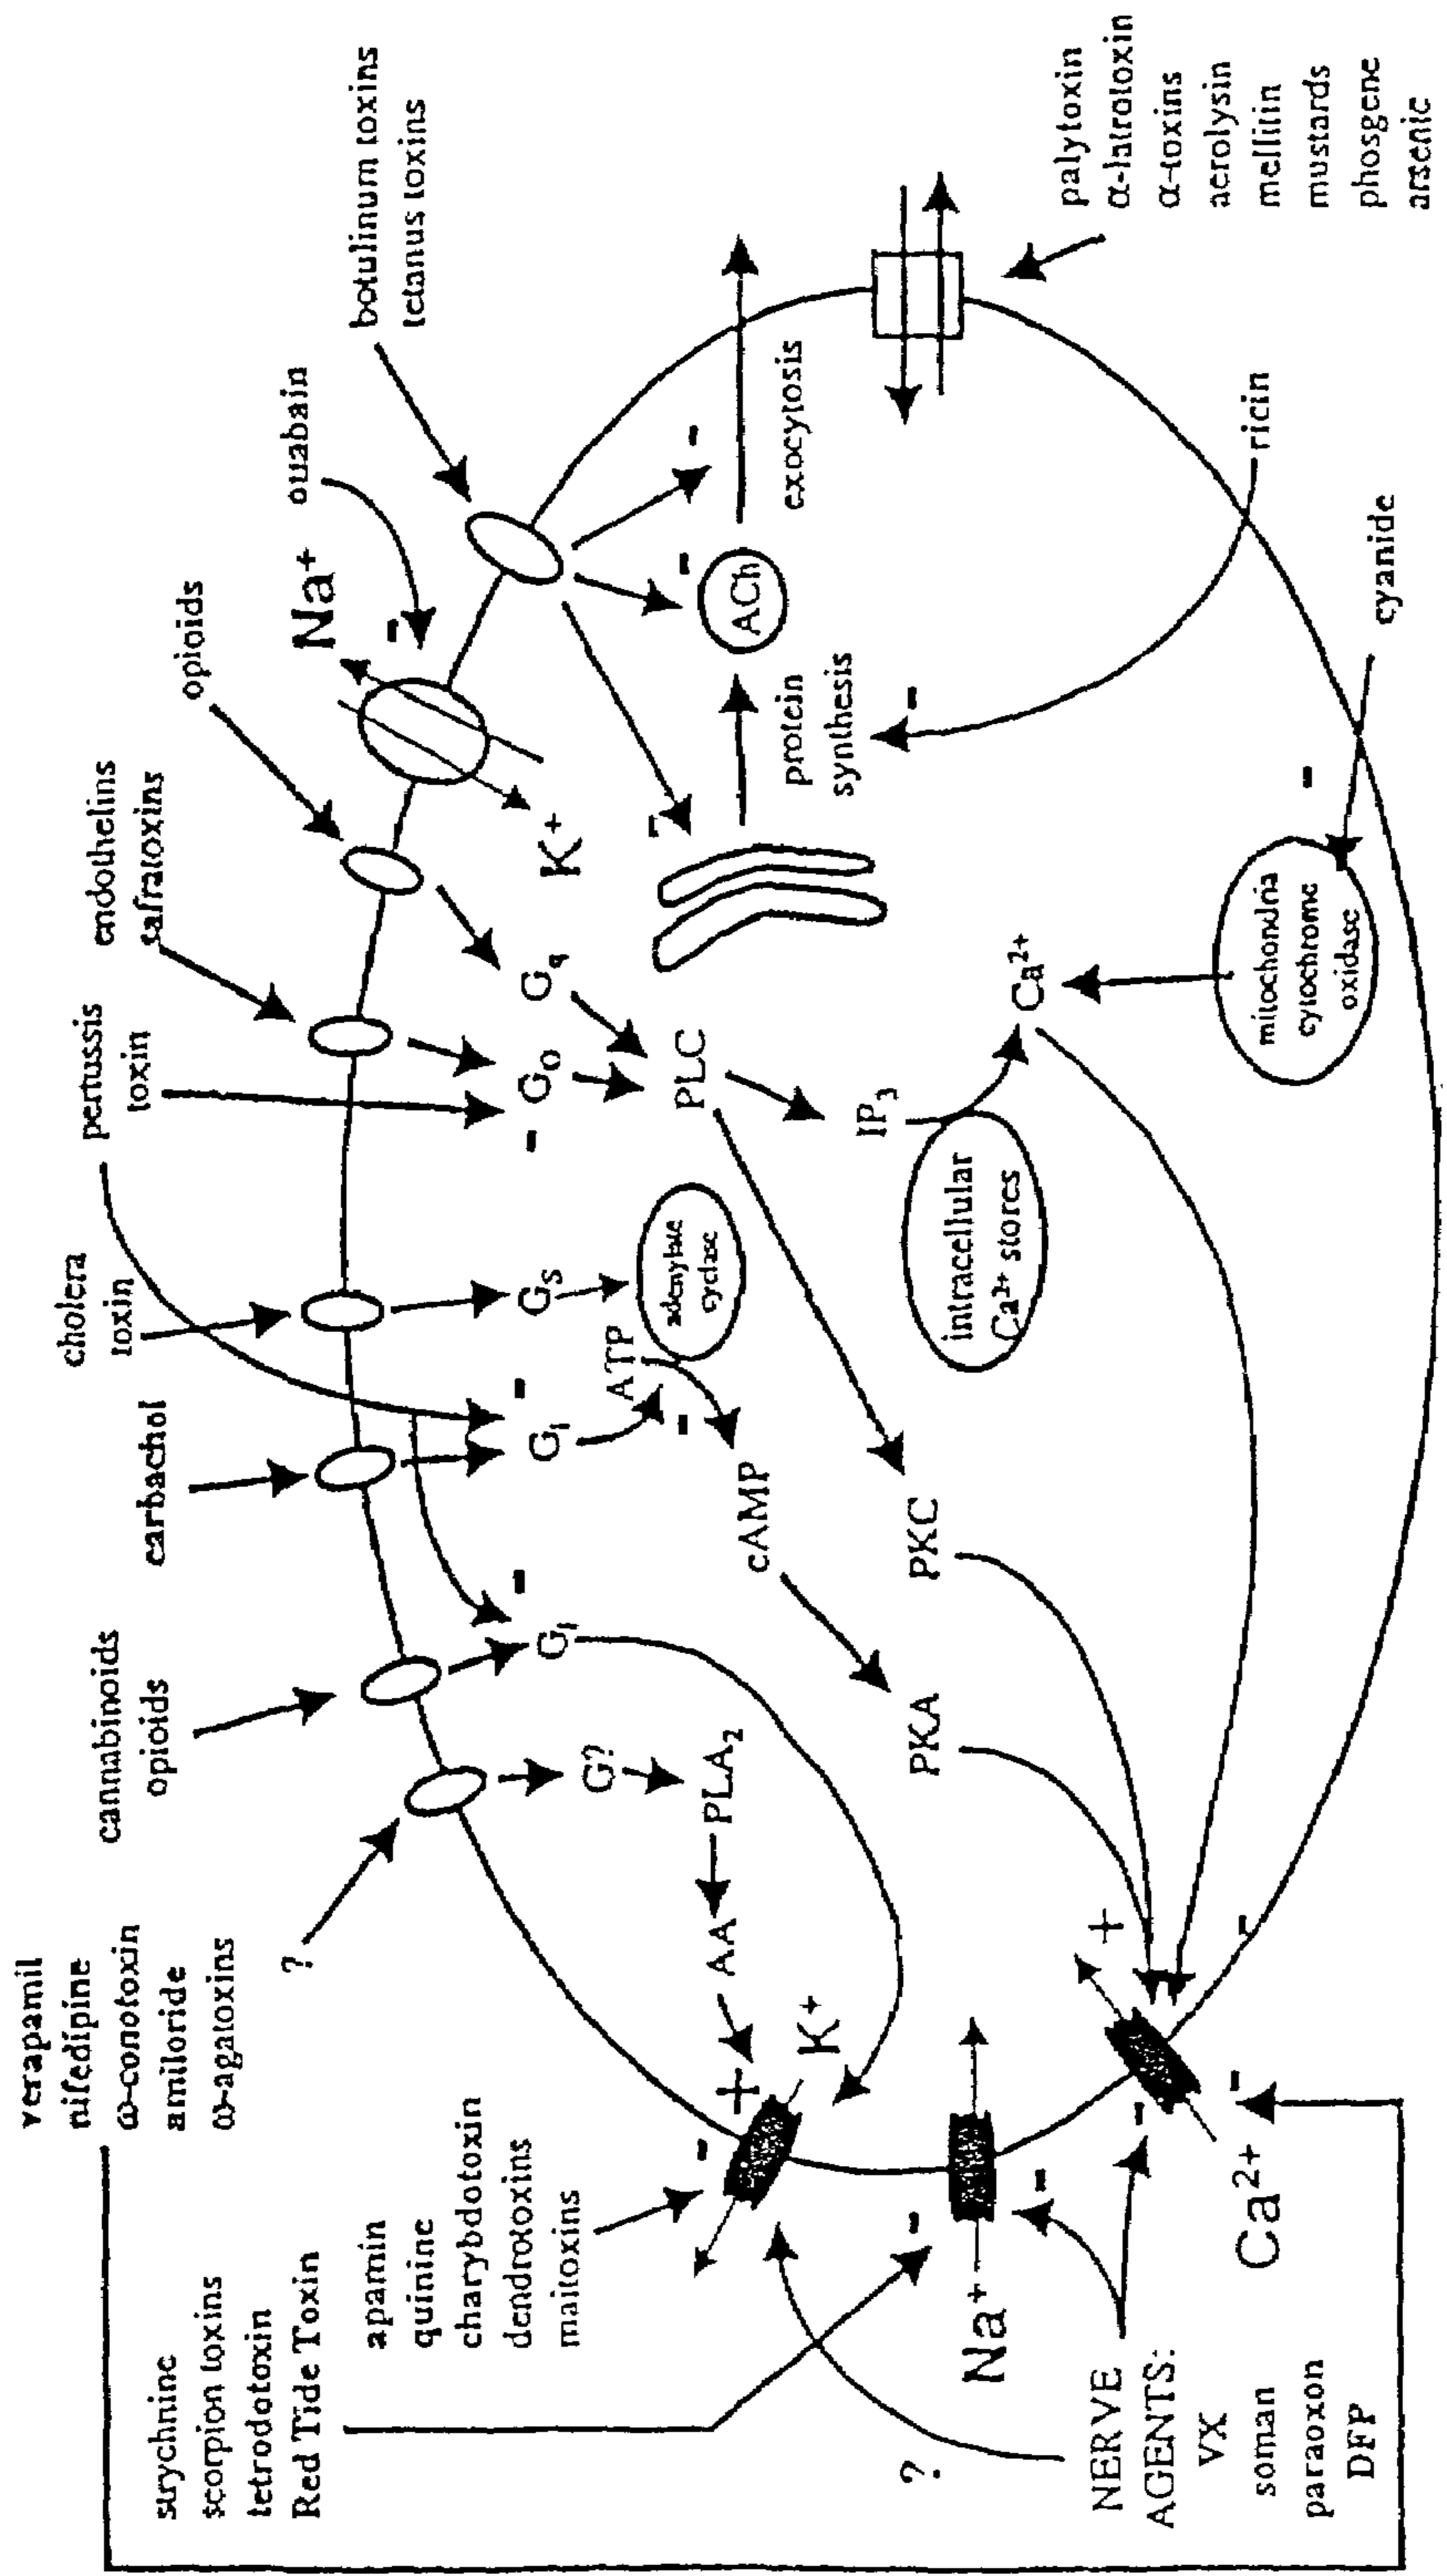 verapamil
nifedipine
ω-conotoxin
amiloride
ω-agatoxins
strychnine
scorpion toxins
tetrodotoxin
Red Tide Toxin
apamin
quinine
charybdotoxin
dendrotoxins
maitoxins
?
cannabinoids
opioids
carbachol
cholera
toxin
pertussis
toxin
endothelins
safratoxins
opioids
ouabain
botulinum toxins
tetanus toxins
Na+
-
K+
G?
PLA2
AA
+
-
K+
Gi
-
Gi
-
ATP
-
Gs
adenylate
cyclase
cAMP
PKA
-
Go
Gq
PLC
PKC
IP3
intracellular
Ca2+ stores
Ca2+
?
protein
synthesis
-
ACh
-
-
exocytosis
mitochondria
cytochrome
oxidase
-
cyanide
ricin
palytoxin
α-latrotoxin
α-toxins
aerolysin
mellitin
mustards
phosgene
arsenic
?
Na+
-
-
-
-
+
-
Ca2+
NERVE
AGENTS:
VX
soman
paraoxon
DFP